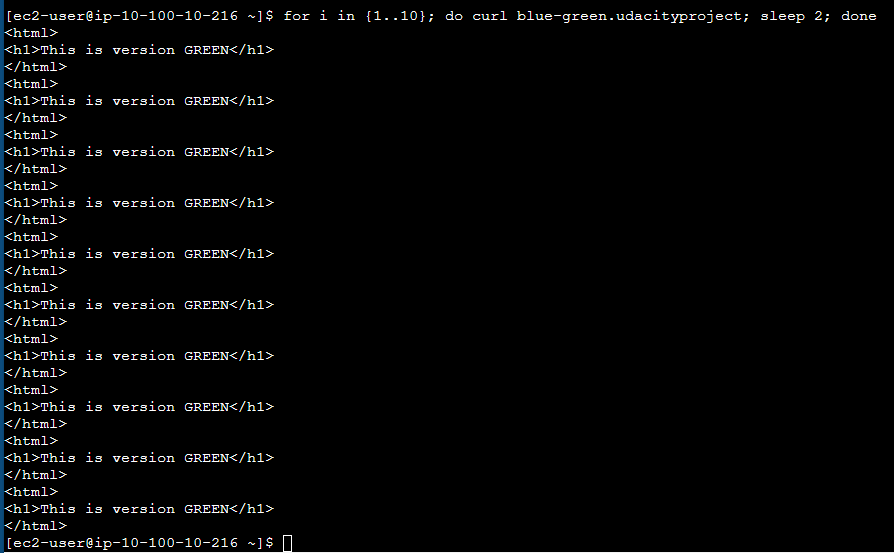 [ec2-user@ip-10-100-10-216 ~]$ for i in {1..10}; do curl blue-green.udacityproject; sleep 2; done
<html>
<h1>This is version GREEN</h1>
</html>
<html>
<h1>This is version GREEN</h1>
</html>
<html>
<h1>This is version GREEN</h1>
</html>
<html>
<h1>This is version GREEN</h1>
</html>
<html>
<h1>This is version GREEN</h1>
</html>
<html>
<h1>This is version GREEN</h1>
</html>
<html>
<h1>This is version GREEN</h1>
</html>
<html>
<h1>This is version GREEN</h1>
</html>
<html>
<h1>This is version GREEN</h1>
</html>
<html>
<h1>This is version GREEN</h1>
</html>
[ec2-user@ip-10-100-10-216 ~]$